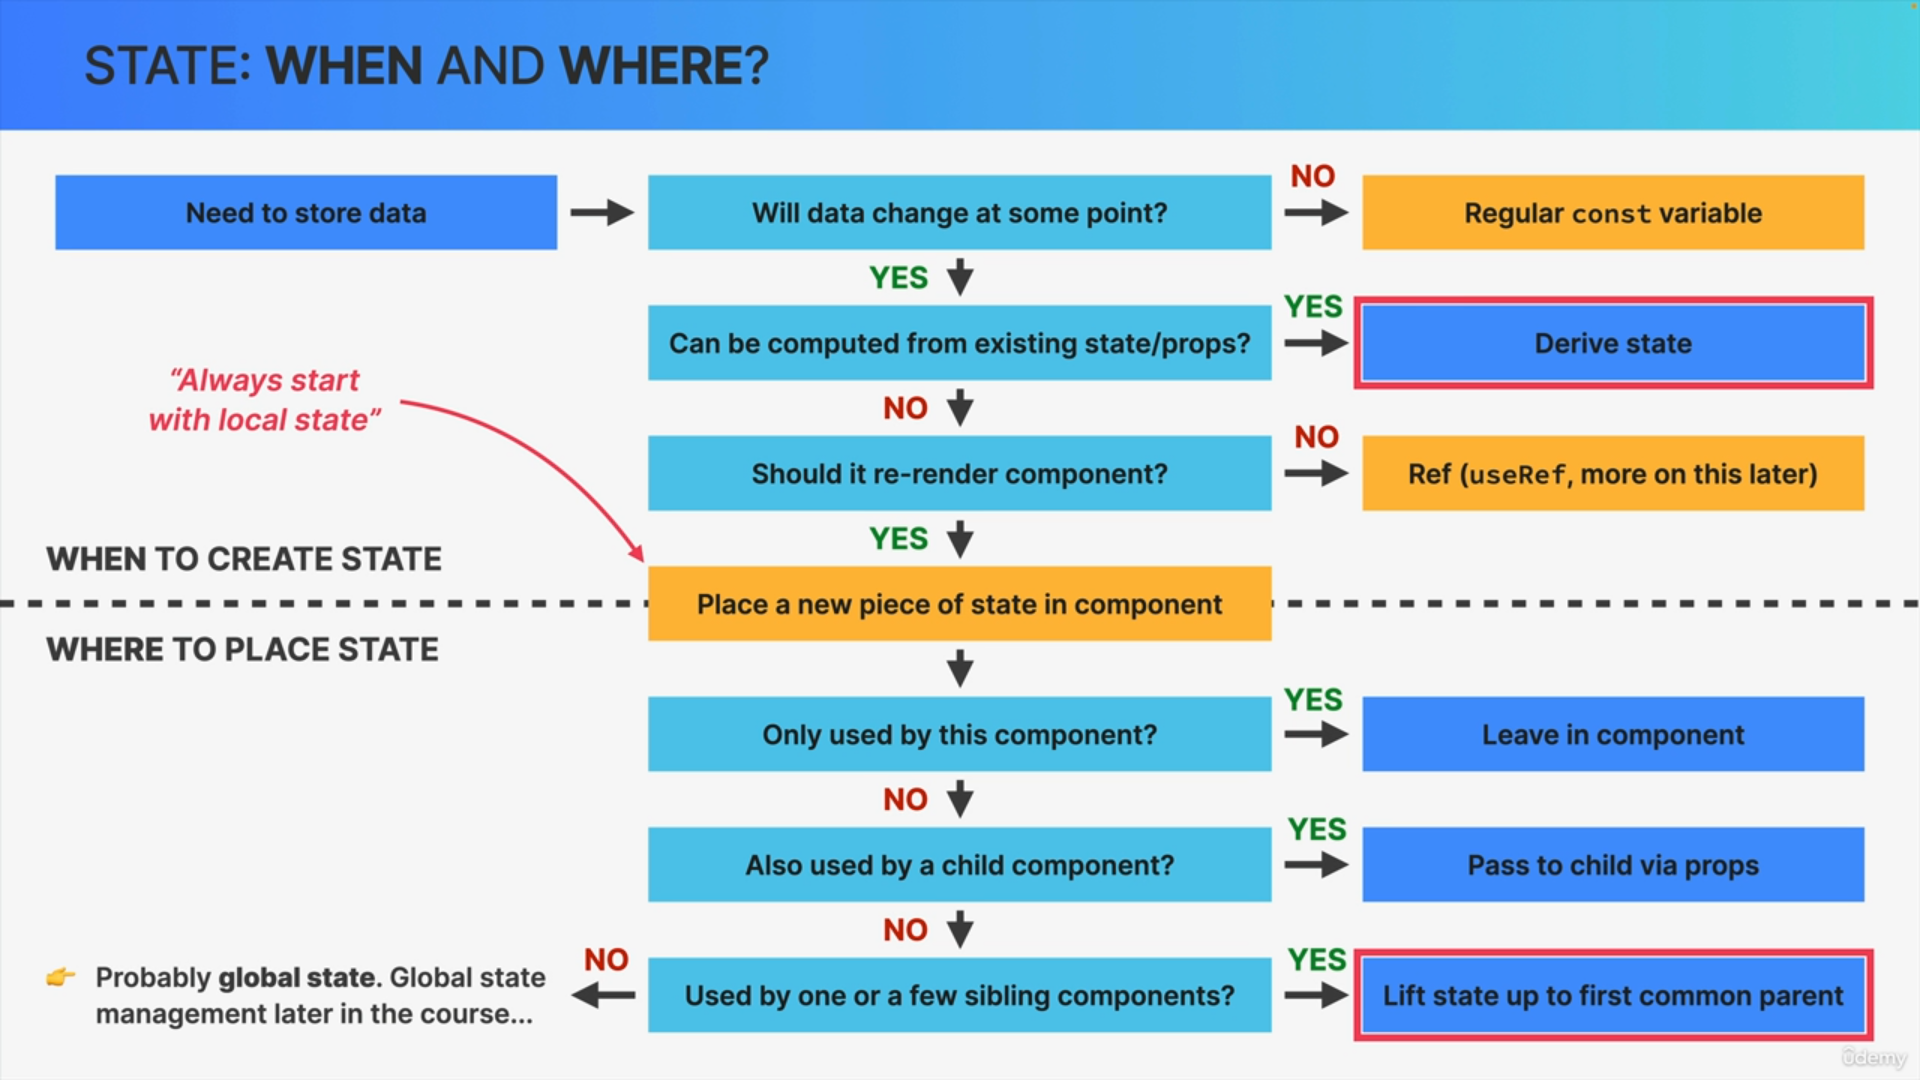 STATE: WHEN AND WHERE?
Need to store data
Will data change at some point?
NO
Regular const variable
YES
Can be computed from existing state/props?
YES
Derive state
“Always start
with local state”
NO
Should it re-render component?
NO
Ref (useRef, more on this later)
YES
WHEN TO CREATE STATE
Place a new piece of state in component
WHERE TO PLACE STATE
Only used by this component?
YES
Leave in component
NO
Also used by a child component?
YES
Pass to child via props
NO
Used by one or a few sibling components?
YES
Lift state up to first common parent
NO
👉 Probably global state. Global state
management later in the course...
ûdemy